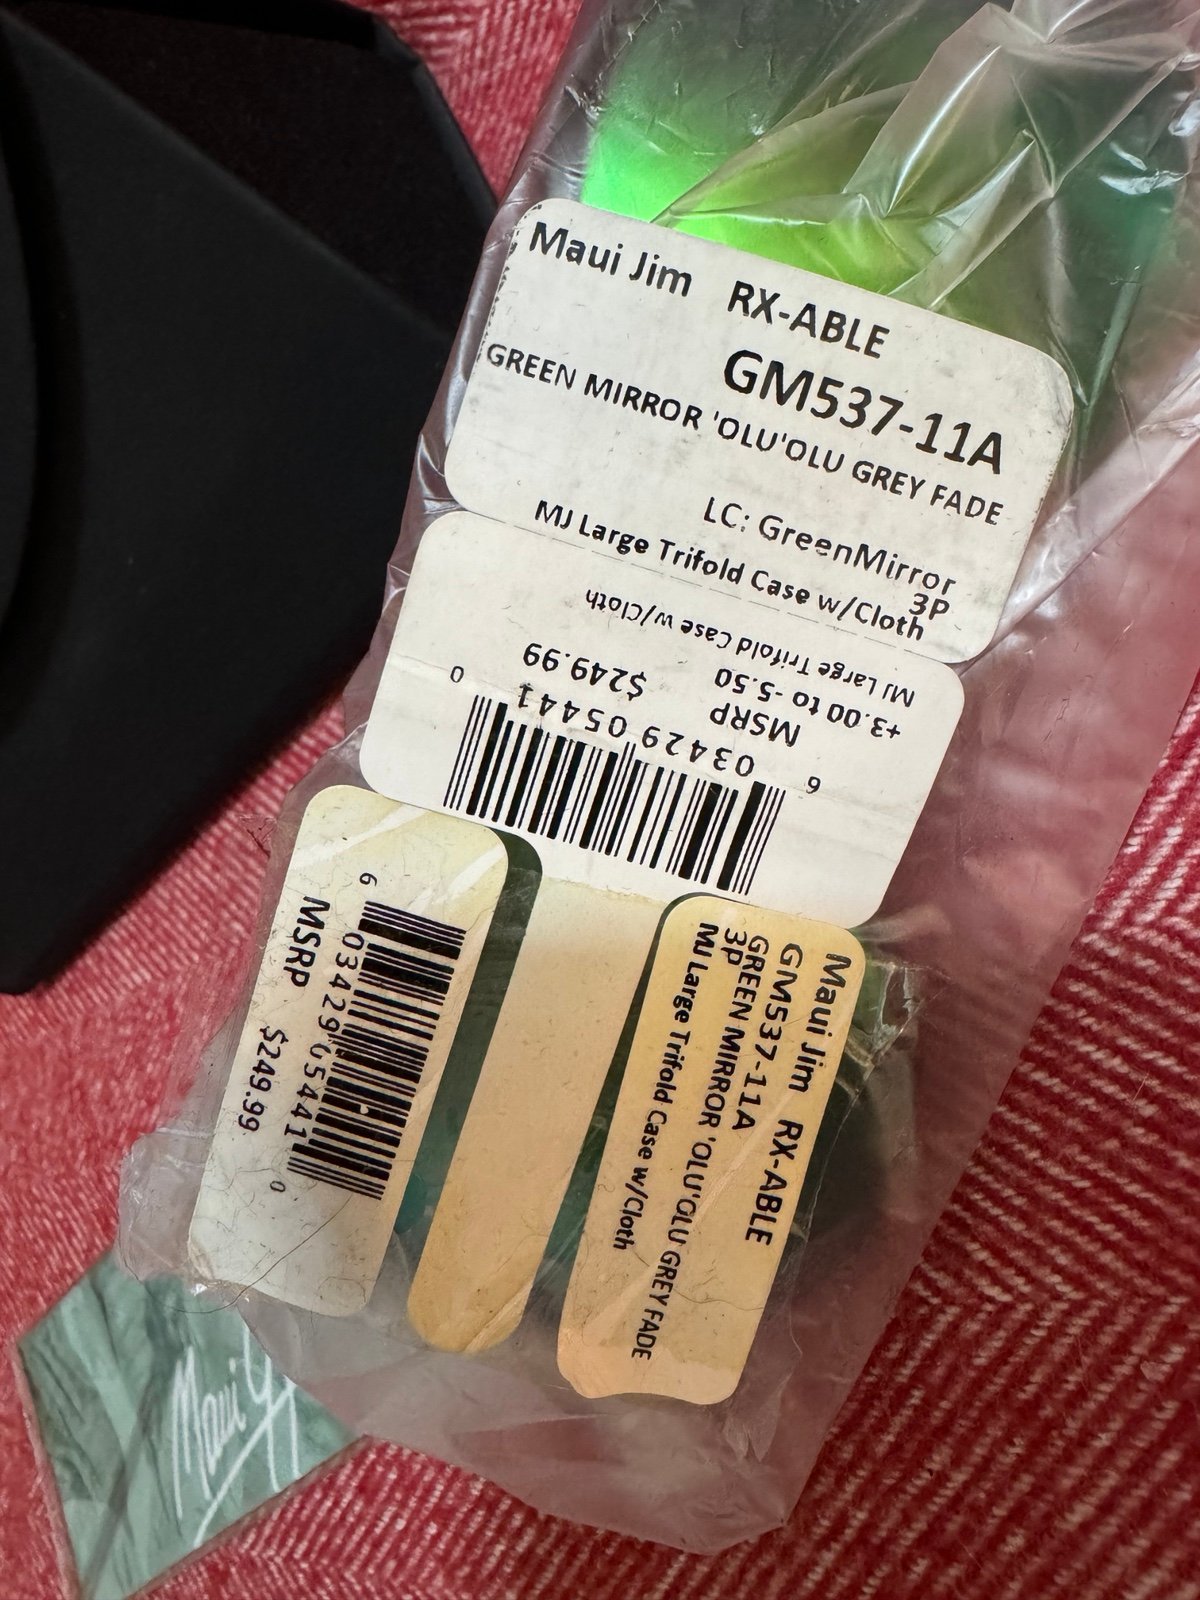 Maui Jim RX-ABLE
GM537-11A
GREEN MIRROR 'OLU'OLU GREY FADE
LC: GreenMirror
3P
MJ Large Trifold Case w/Cloth
MJ Large Trifold Case w/Cloth
+3.00 to -5.50
MSRP $249.99
6 03429 05441 0
6 03429 05441 0
MSRP $249.99
Maui Jim RX-ABLE
GM537-11A
GREEN MIRROR 'OLU'OLU GREY FADE
3P
MJ Large Trifold Case w/Cloth
Maui